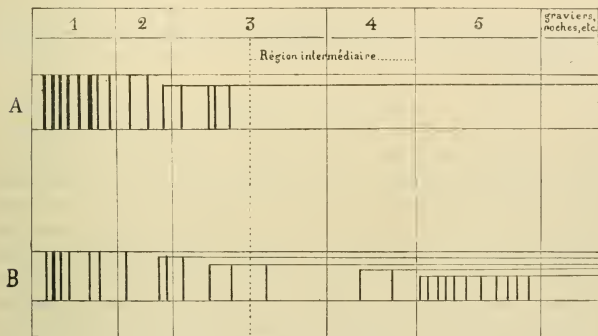 1 2 3 4 5 graviers,
roches, etc.
Région intermédiaire........
A
B